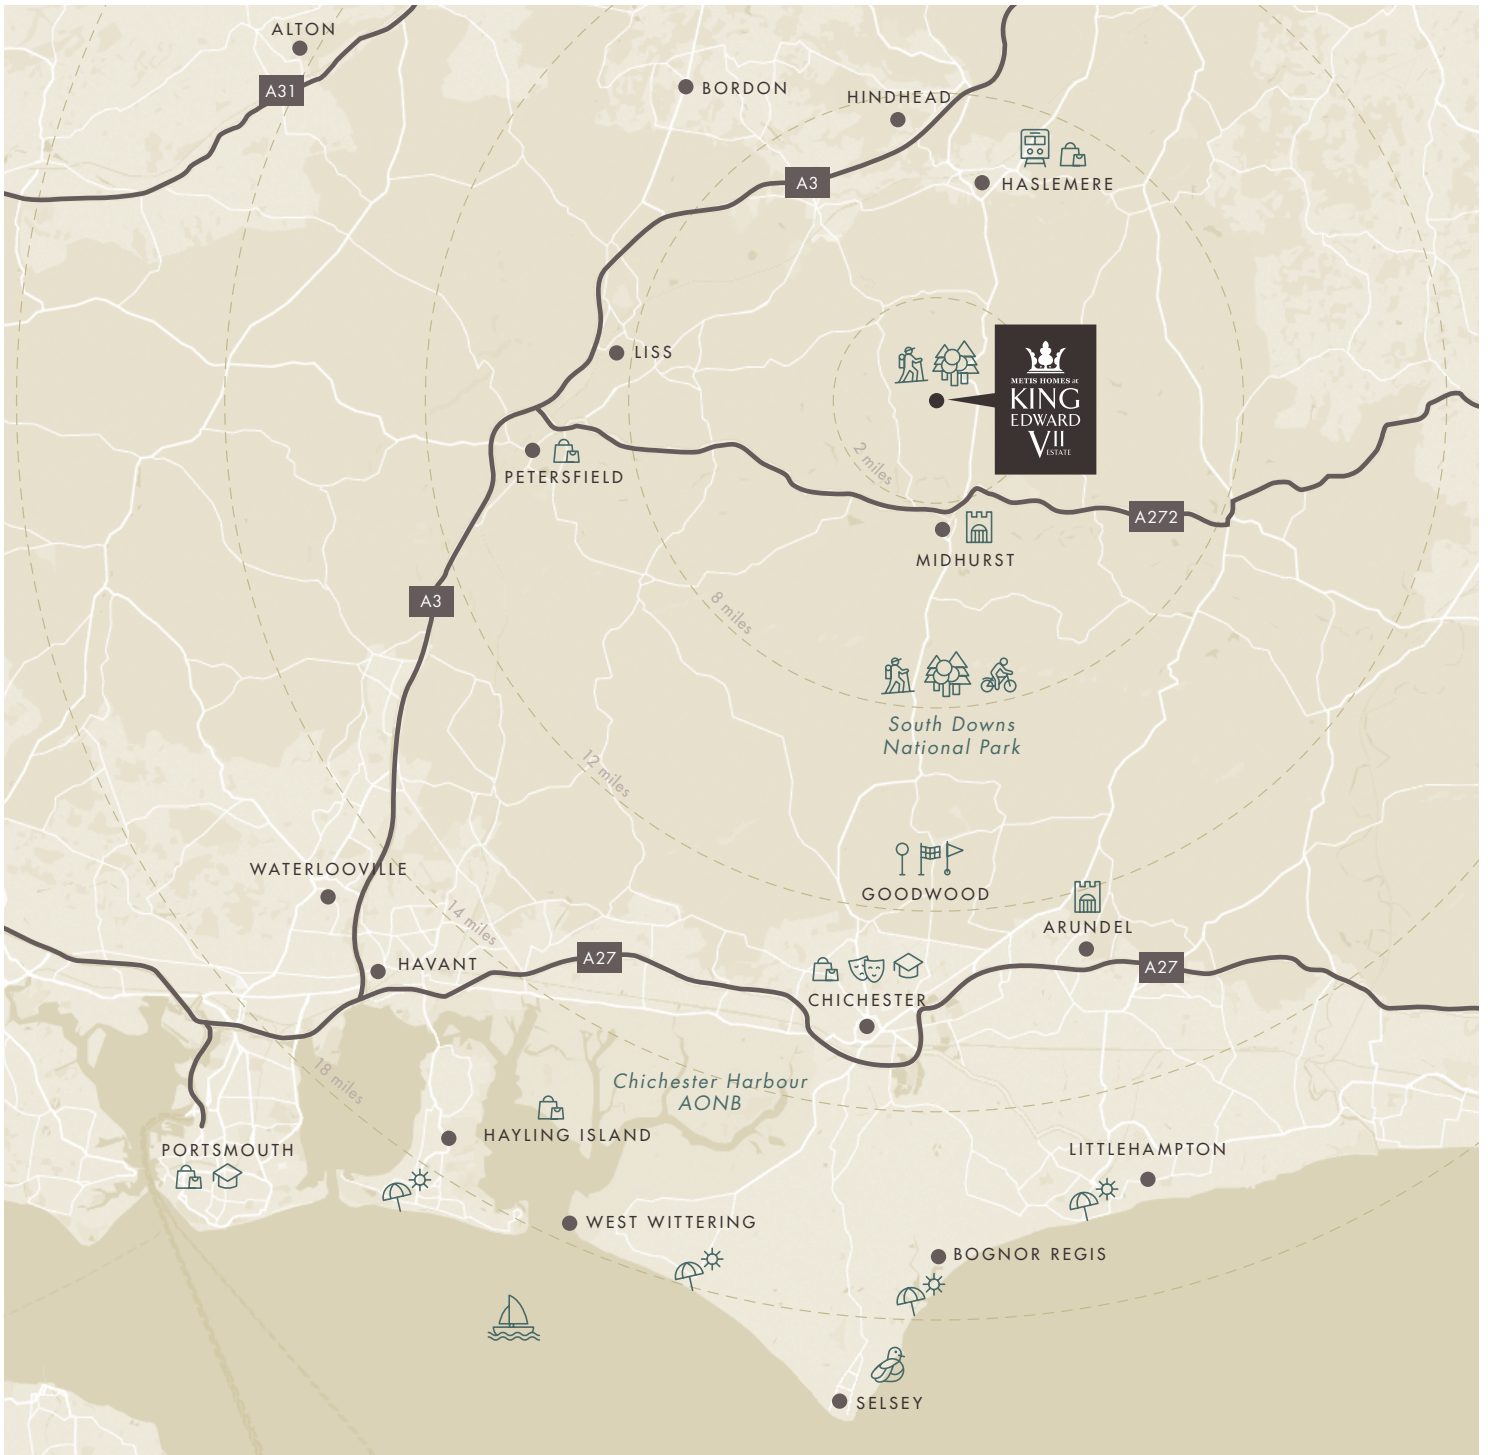 ALTON
A31
BORDON
HINDHEAD
A3
HASLEMERE
LISS
METIS HOMES at
KING
EDWARD
VII
ESTATE
2 miles
PETERSFIELD
A272
MIDHURST
A3
8 miles
South Downs
National Park
12 miles
WATERLOOVILLE
GOODWOOD
14 miles
ARUNDEL
HAVANT
A27
A27
CHICHESTER
18 miles
Chichester Harbour
AONB
HAYLING ISLAND
PORTSMOUTH
LITTLEHAMPTON
WEST WITTERING
BOGNOR REGIS
SELSEY